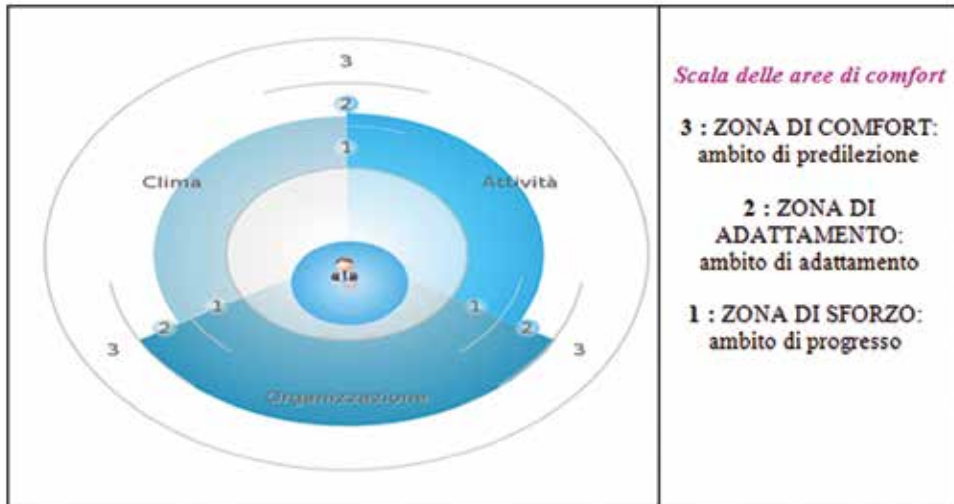 3
2
1
Clima
Attività
1
1
2
2
3
3
Organizzazione
Scala delle aree di comfort
3 : ZONA DI COMFORT:
ambito di predilezione
2 : ZONA DI
ADATTAMENTO:
ambito di adattamento
1 : ZONA DI SFORZO:
ambito di progresso